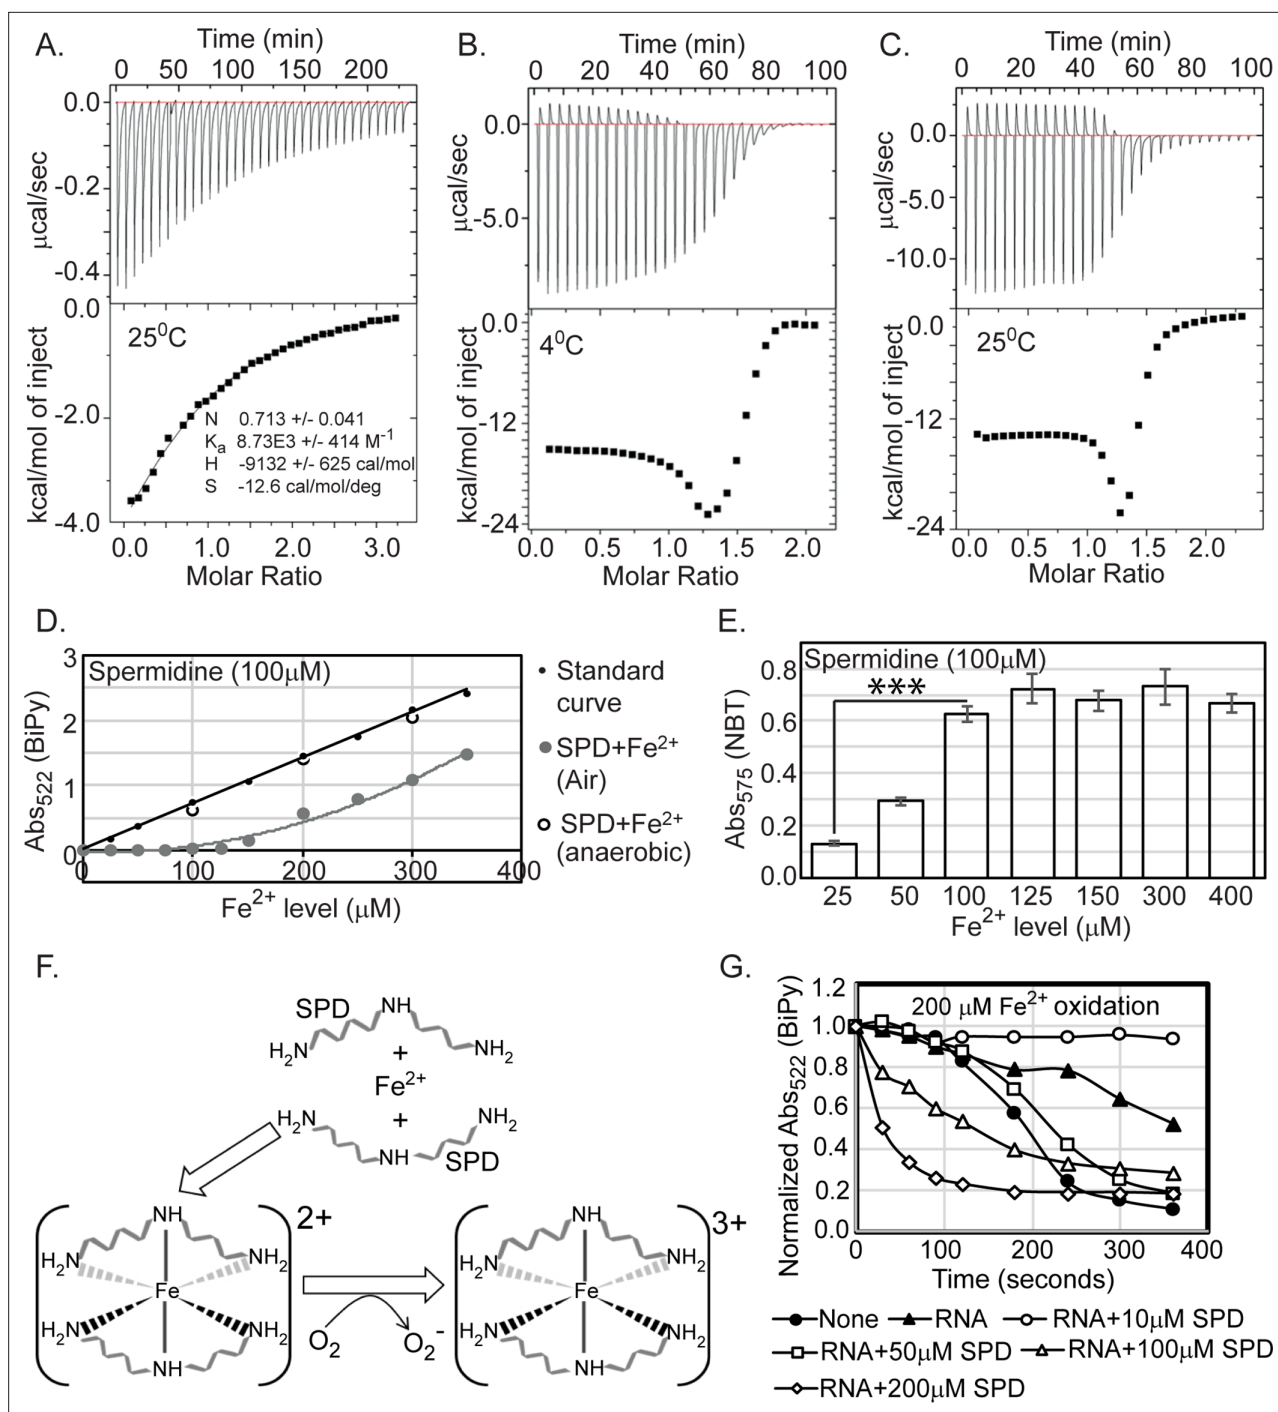 A.
Time (min)
0 50 100 150 200
0.0
-0.2
-0.4
μcal/sec
0.0
-2.0
-4.0
kcal/mol of inject
25⁰C
N 0.713 +/- 0.041
Kₐ 8.73E3 +/- 414 M⁻¹
H -9132 +/- 625 cal/mol
S -12.6 cal/mol/deg
0.0 1.0 2.0 3.0
Molar Ratio
B.
Time (min)
0 20 40 60 80 100
0.0
-5.0
μcal/sec
0.0
-12
-24
kcal/mol of inject
4⁰C
0.0 0.5 1.0 1.5 2.0
Molar Ratio
C.
Time (min)
0 20 40 60 80 100
0.0
-5.0
-10.0
μcal/sec
0.0
-12
-24
kcal/mol of inject
25⁰C
0.0 0.5 1.0 1.5 2.0
Molar Ratio
D.
Spermidine (100μM)
3
2
1
0
Abs₅₂₂ (BiPy)
0 100 200 300 400
Fe²⁺ level (μM)
Standard
curve
SPD+Fe²⁺
(Air)
SPD+Fe²⁺
(anaerobic)
E.
Spermidine (100μM)
***
0.8
0.6
0.4
0.2
0.0
Abs₅₇₅ (NBT)
25 50 100 125 150 300 400
Fe²⁺ level (μM)
F.
SPD NH
H₂N NH₂
+
Fe²⁺
+
H₂N NH₂
NH SPD
NH 2+
H₂N NH₂
Fe
H₂N NH₂
NH
O₂ O₂⁻
NH 3+
H₂N NH₂
Fe
H₂N NH₂
NH
G.
200 μM Fe²⁺ oxidation
1.2
1.0
0.8
0.6
0.4
0.2
0.0
Normalized Abs₅₂₂ (BiPy)
0 100 200 300 400
Time (seconds)
None RNA RNA+10μM SPD
RNA+50μM SPD RNA+100μM SPD
RNA+200μM SPD